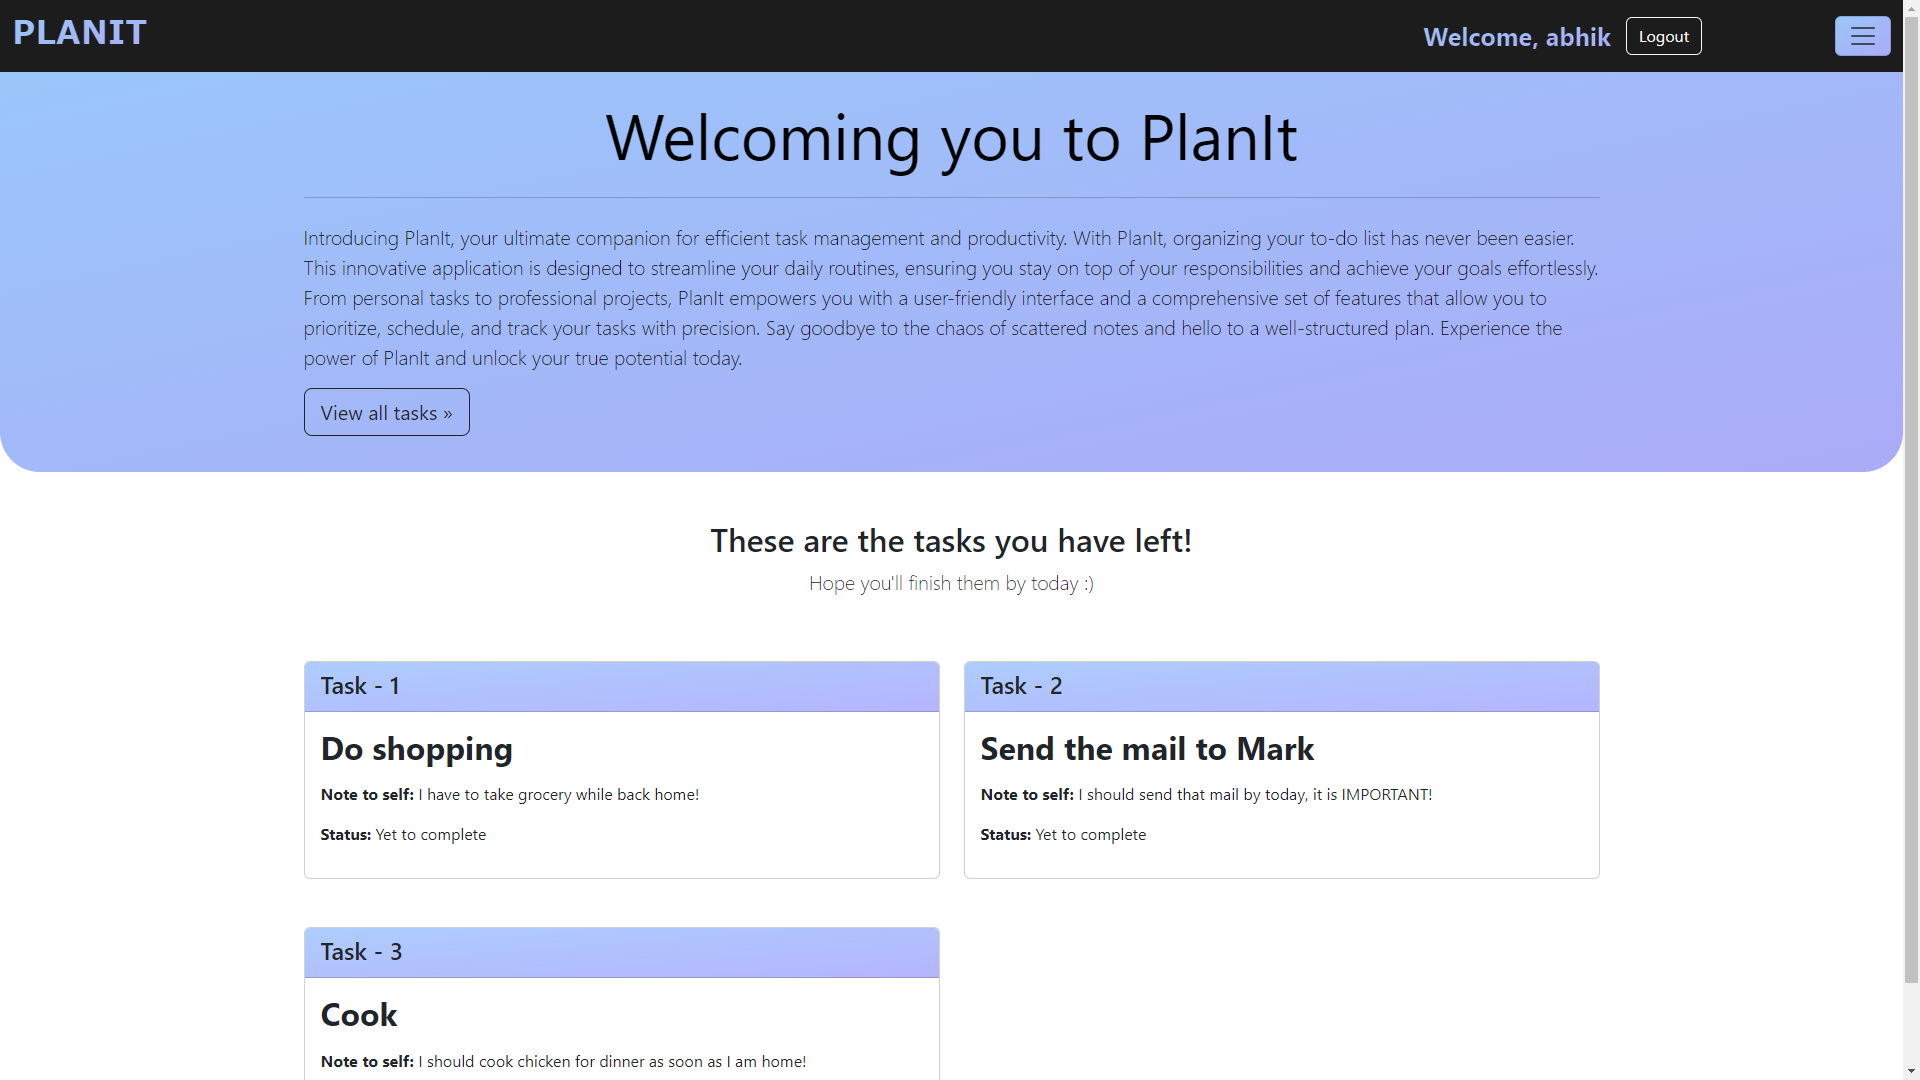 PLANIT
Welcome, abhik
Logout
Welcoming you to PlanIt
Introducing PlanIt, your ultimate companion for efficient task management and productivity. With PlanIt, organizing your to-do list has never been easier.
This innovative application is designed to streamline your daily routines, ensuring you stay on top of your responsibilities and achieve your goals effortlessly.
From personal tasks to professional projects, PlanIt empowers you with a user-friendly interface and a comprehensive set of features that allow you to
prioritize, schedule, and track your tasks with precision. Say goodbye to the chaos of scattered notes and hello to a well-structured plan. Experience the
power of PlanIt and unlock your true potential today.
View all tasks »
These are the tasks you have left!
Hope you'll finish them by today :)
Task - 1
Do shopping
Note to self: I have to take grocery while back home!
Status: Yet to complete
Task - 2
Send the mail to Mark
Note to self: I should send that mail by today, it is IMPORTANT!
Status: Yet to complete
Task - 3
Cook
Note to self: I should cook chicken for dinner as soon as I am home!